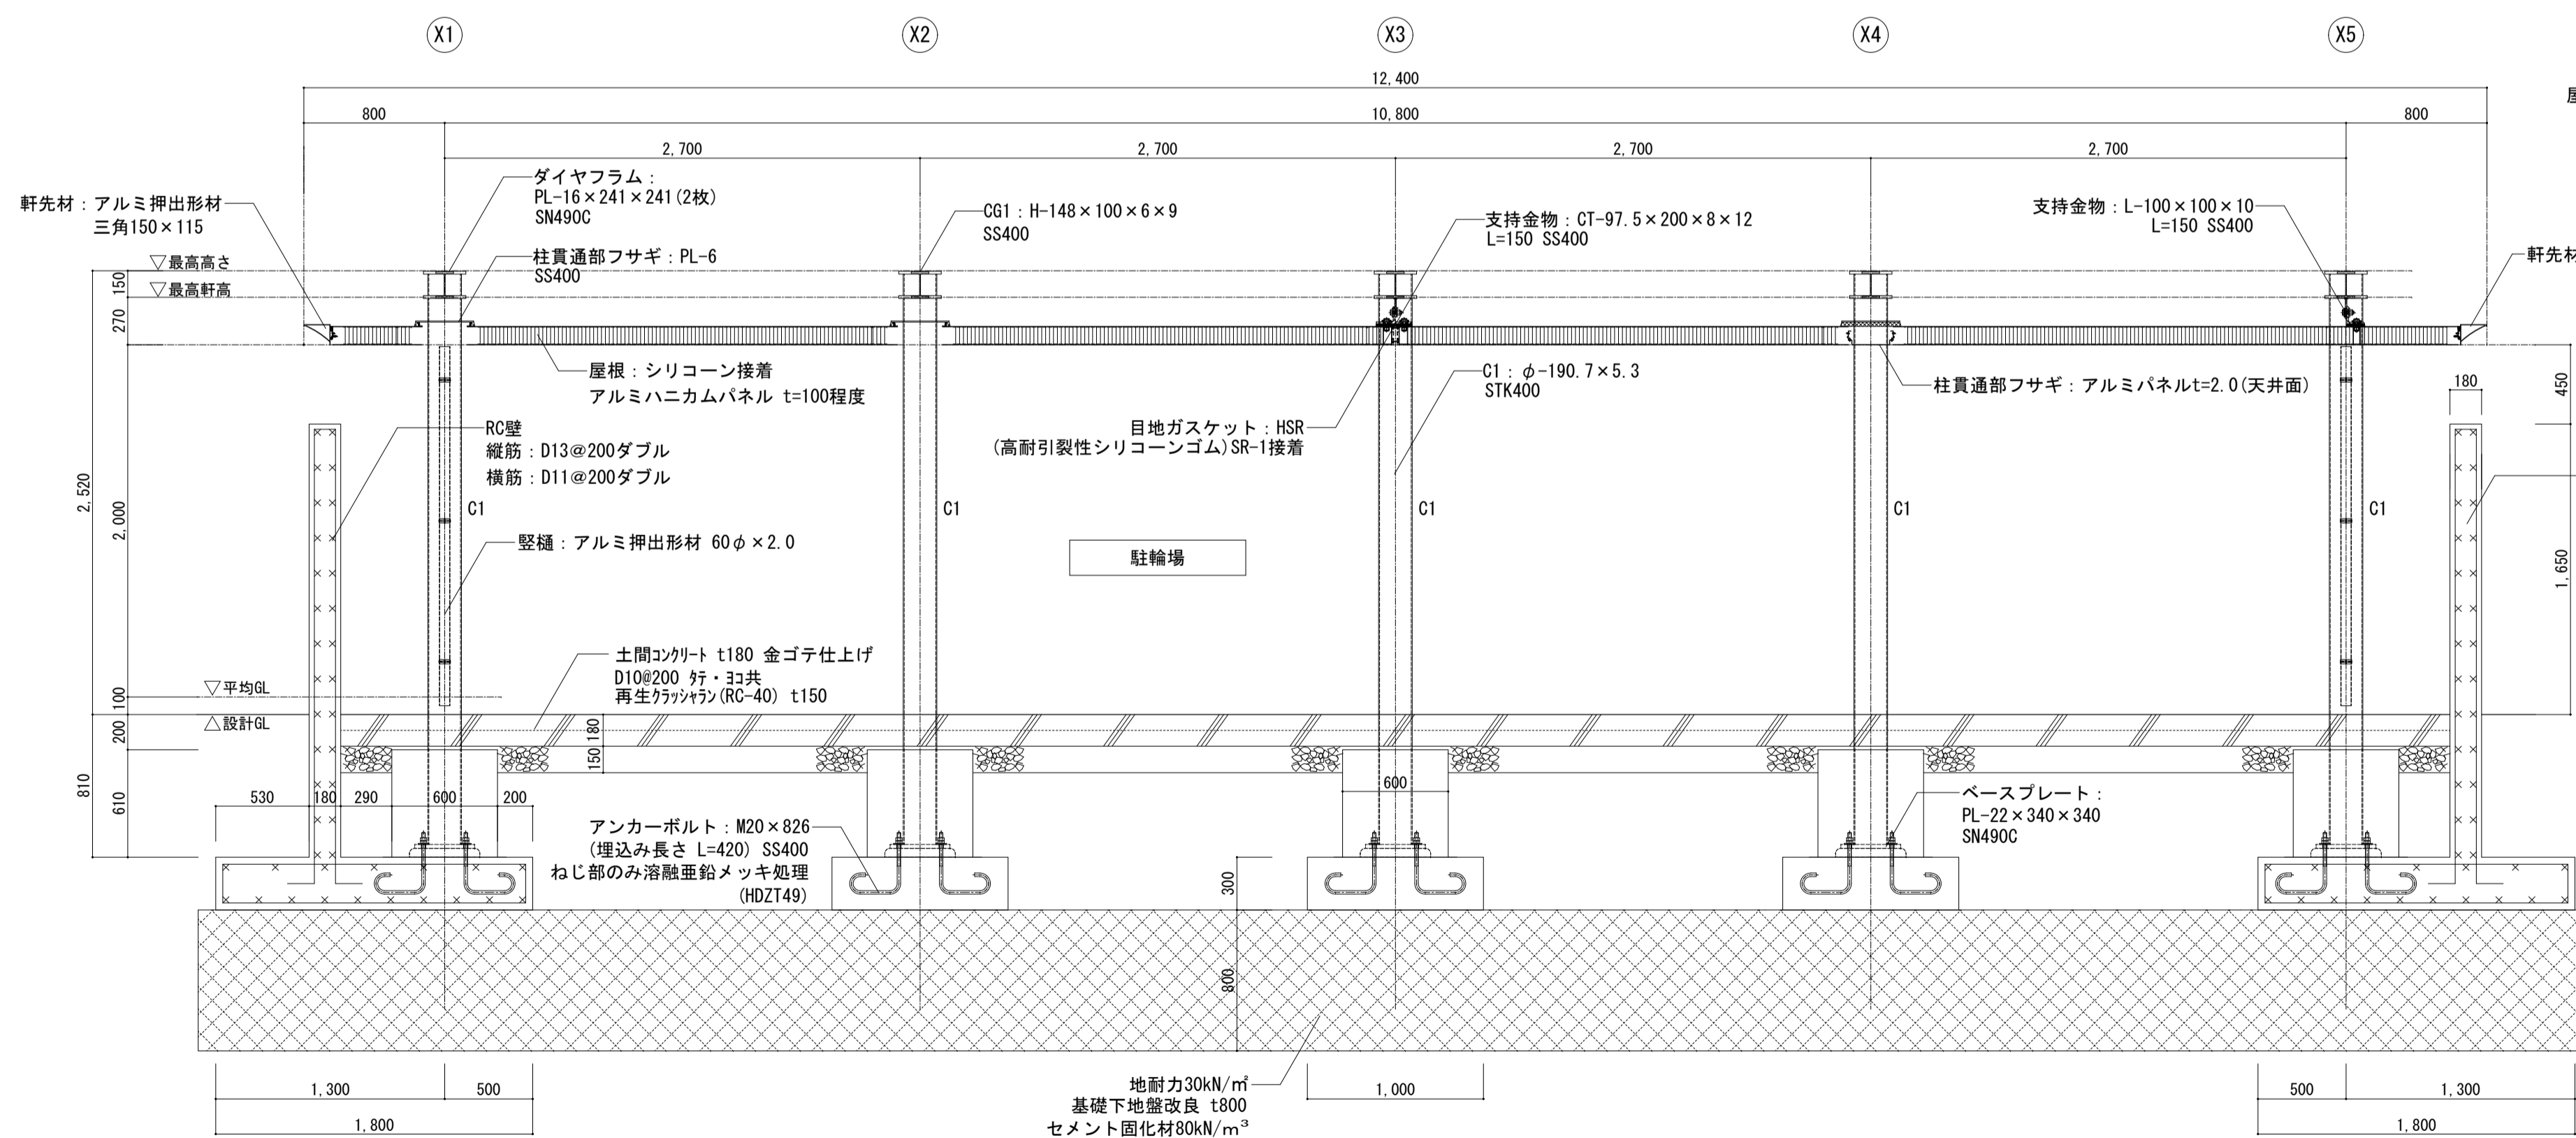 X1
X2
X3
X4
X5
12,400
800
10,800
800
2,700
2,700
2,700
2,700
ダイヤフラム：
PL-16×241×241(2枚)
SN490C
軒先材：アルミ押出形材
三角150×115
CG1：H-148×100×6×9
SS400
支持金物：CT-97.5×200×8×12
L=150 SS400
支持金物：L-100×100×10
L=150 SS400
柱貫通部フサギ：PL-6
SS400
軒先材
▽最高高さ
▽最高軒高
150
270
屋根：シリコーン接着
アルミハニカムパネル t=100程度
C1：φ-190.7×5.3
STK400
柱貫通部フサギ：アルミパネルt=2.0(天井面)
180
450
RC壁
縦筋：D13@200ダブル
横筋：D11@200ダブル
目地ガスケット：HSR
(高耐引裂性シリコーンゴム)SR-1接着
2,520
2,000
C1
C1
C1
C1
C1
竪樋：アルミ押出形材 60φ×2.0
駐輪場
1,650
土間ｺﾝｸﾘｰﾄ t180 金ゴテ仕上げ
D10@200 ﾀﾃ・ﾖｺ共
再生ｸﾗｯｼｬﾗﾝ(RC-40) t150
▽平均GL
△設計GL
100
200
180
150
810
610
530
180
290
600
200
600
アンカーボルト：M20×826
(埋込み長さ L=420) SS400
ねじ部のみ溶融亜鉛メッキ処理
(HDZT49)
ベースプレート：
PL-22×340×340
SN490C
300
800
地耐力30kN/㎡
基礎下地盤改良 t800
セメント固化材80kN/ｍ³
1,300
500
1,800
1,000
500
1,300
1,800